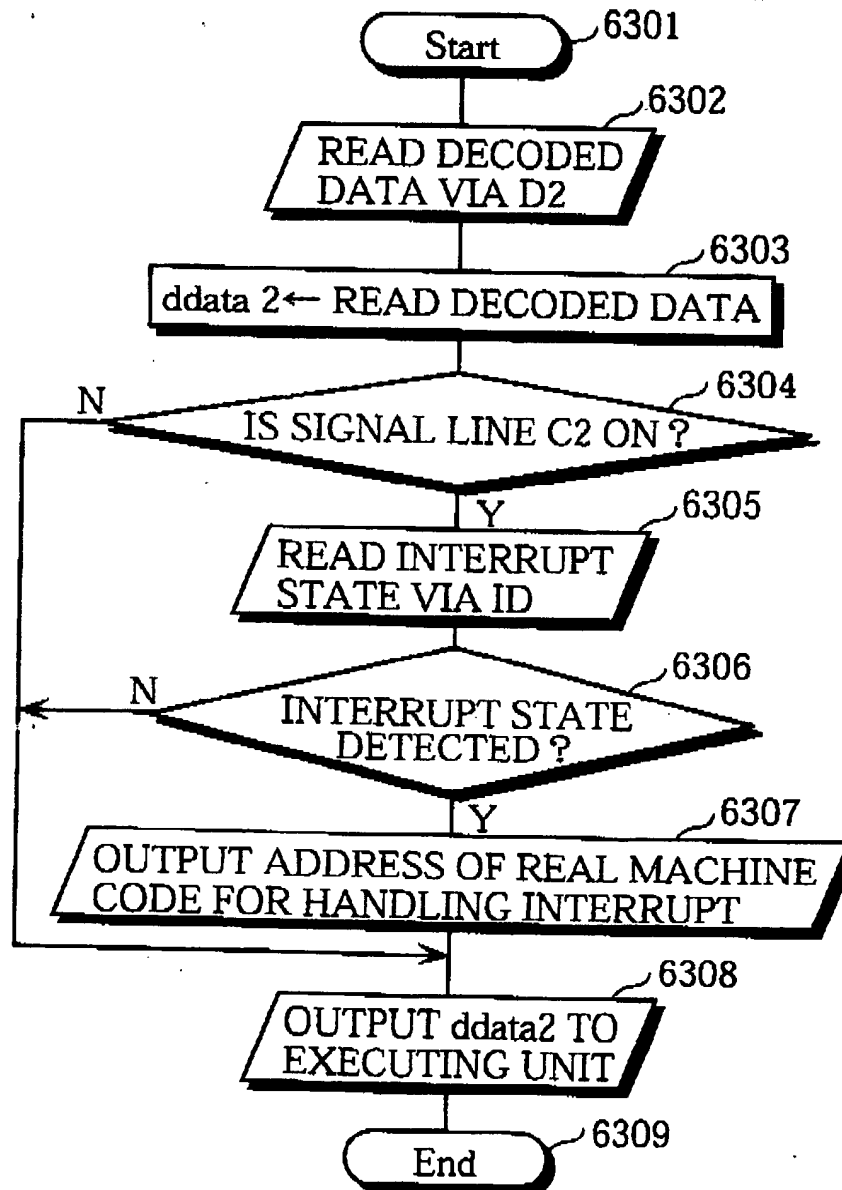 6301
Start
6302
READ DECODED
DATA VIA D2
6303
ddata 2← READ DECODED DATA
6304
N
IS SIGNAL LINE C2 ON ?
Y
6305
READ INTERRUPT
STATE VIA ID
6306
N
INTERRUPT STATE
DETECTED ?
Y
6307
OUTPUT ADDRESS OF REAL MACHINE
CODE FOR HANDLING INTERRUPT
6308
OUTPUT ddata2 TO
EXECUTING UNIT
6309
End